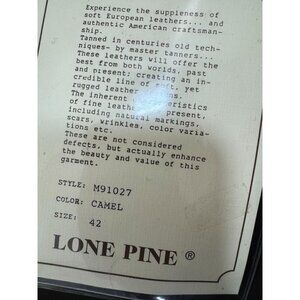 Experience the suppleness of
soft European leathers... and
authentic American craftsman-
ship.
Tanned in centuries old tech-
niques- by master tanners...
These leathers will offer the
best from both worlds, past
and present; creating an in-
credible line of soft, yet
rugged leather
The inherent
of fine leather present,
including natural markings,
scars, wrinkles, color varia-
tions etc.
These are not considered
defects, but actually enhance
the beauty and value of this
garment.
STYLE: M91027
COLOR: CAMEL
SIZE: 42
LONE PINE ®